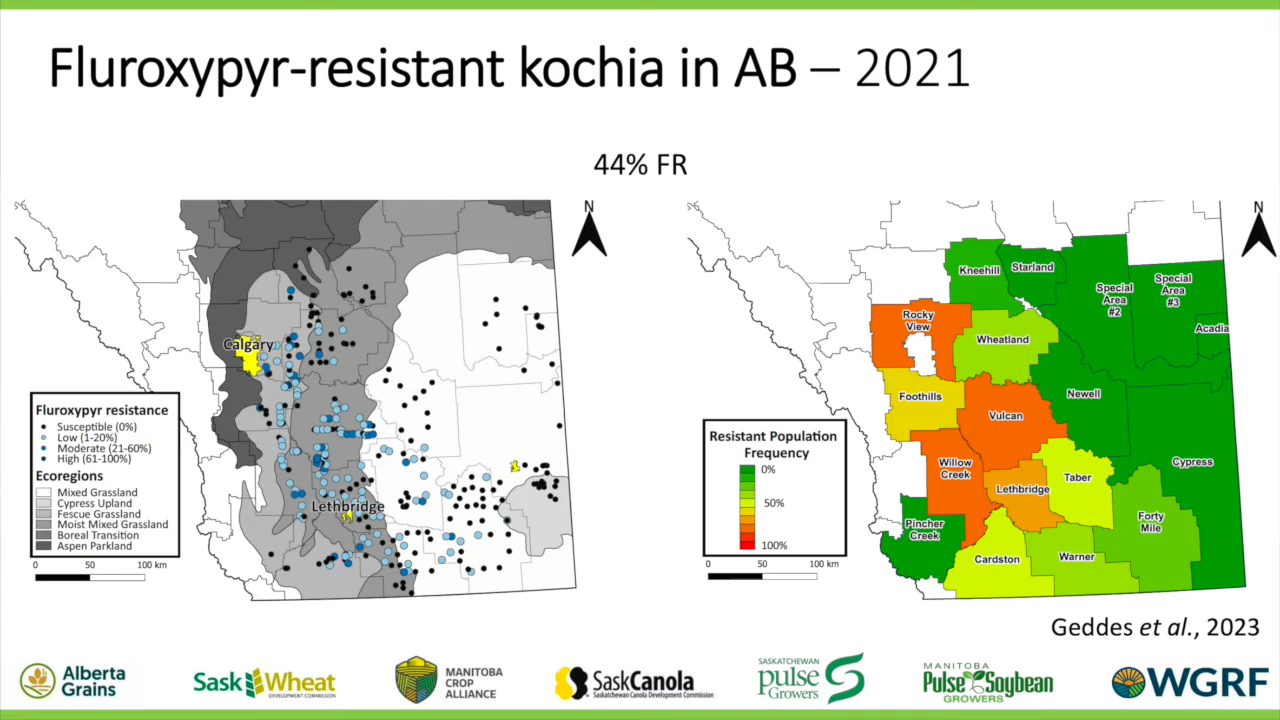 Fluroxypyr-resistant kochia in AB – 2021
44% FR
N
Calgary
Lethbridge
Fluroxypyr resistance
Susceptible (0%)
Low (1-20%)
Moderate (21-60%)
High (61-100%)
Ecoregions
Mixed Grassland
Cypress Upland
Fescue Grassland
Moist Mixed Grassland
Boreal Transition
Aspen Parkland
0 50 100 km
N
Kneehill
Starland
Special
Area
#2
Special
Area
#3
Acadia
Rocky
View
Wheatland
Foothills
Newell
Vulcan
Willow
Creek
Cypress
Taber
Lethbridge
Forty
Mile
Pincher
Creek
Cardston
Warner
Resistant Population
Frequency
0%
50%
100%
0 50 100 km
Geddes et al., 2023
Alberta
Grains
SaskWheat
DEVELOPMENT COMMISSION
MANITOBA
CROP
ALLIANCE
SaskCanola
Saskatchewan Canola Development Commission
SASKATCHEWAN
pulse
Growers
MANITOBA
Pulse Soybean
GROWERS
WGRF